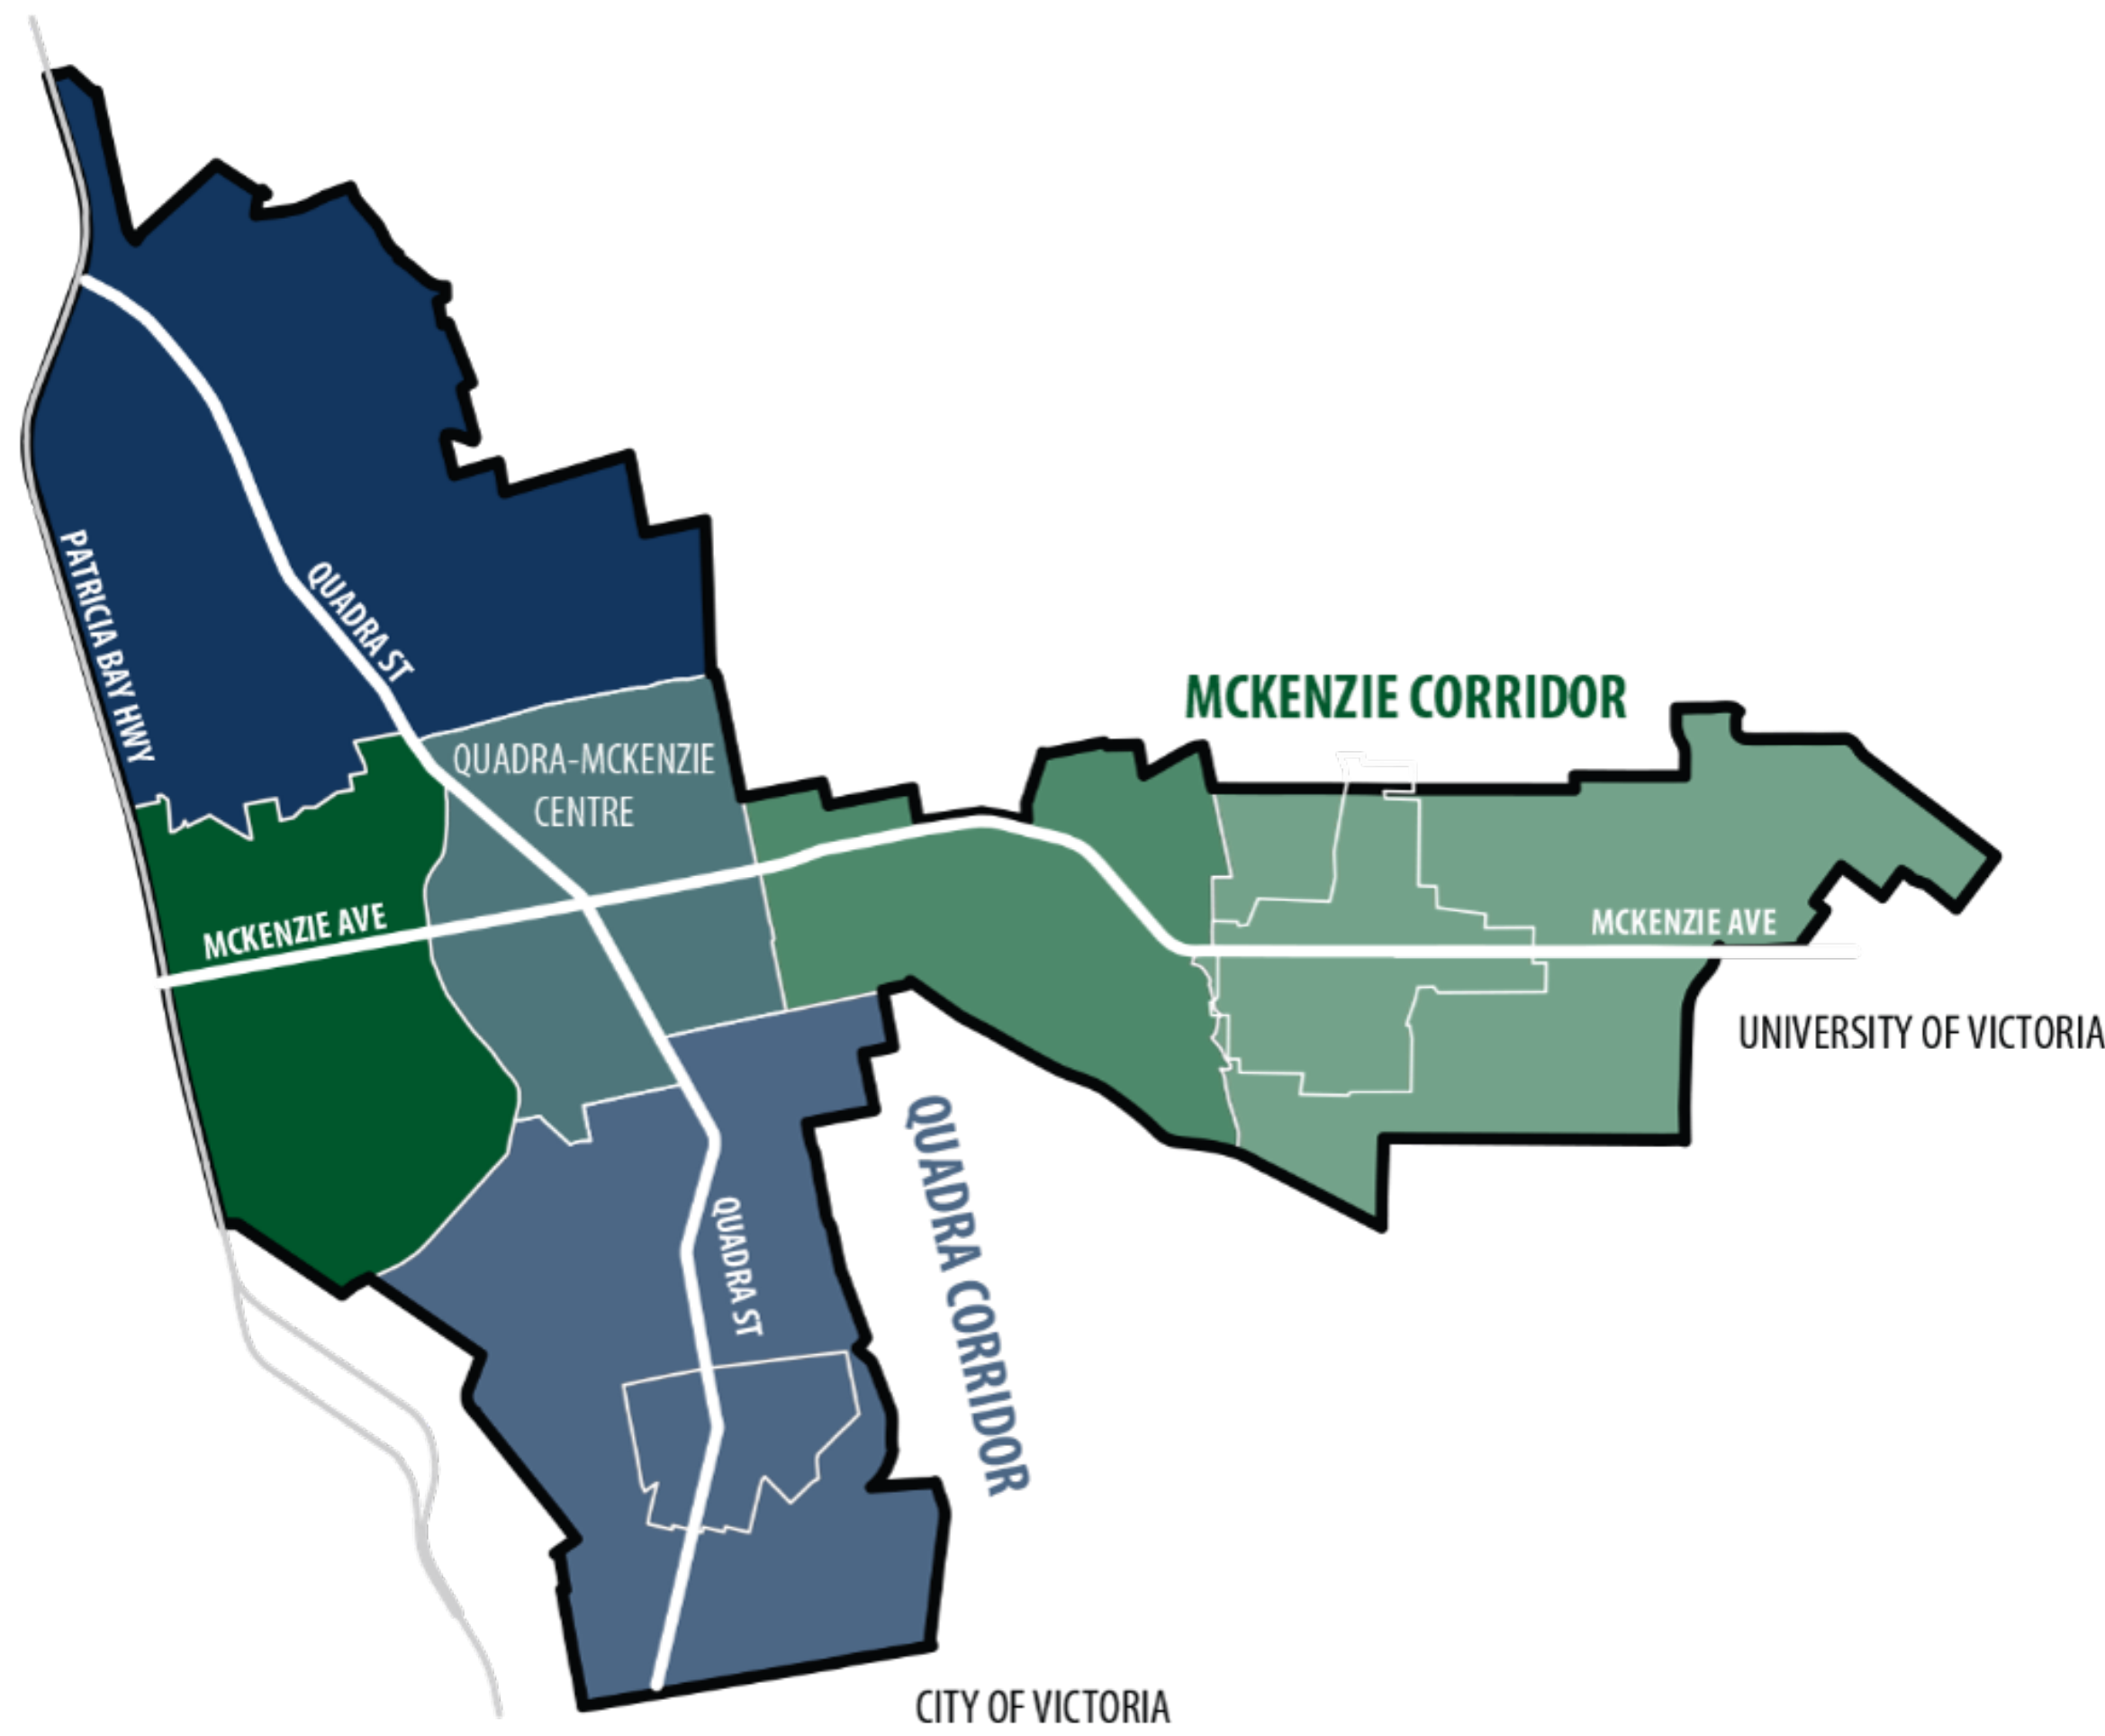 PATRICIA BAY HWY
QUADRA ST
QUADRA-MCKENZIE
CENTRE
MCKENZIE CORRIDOR
MCKENZIE AVE
MCKENZIE AVE
UNIVERSITY OF VICTORIA
QUADRA CORRIDOR
QUADRA ST
CITY OF VICTORIA